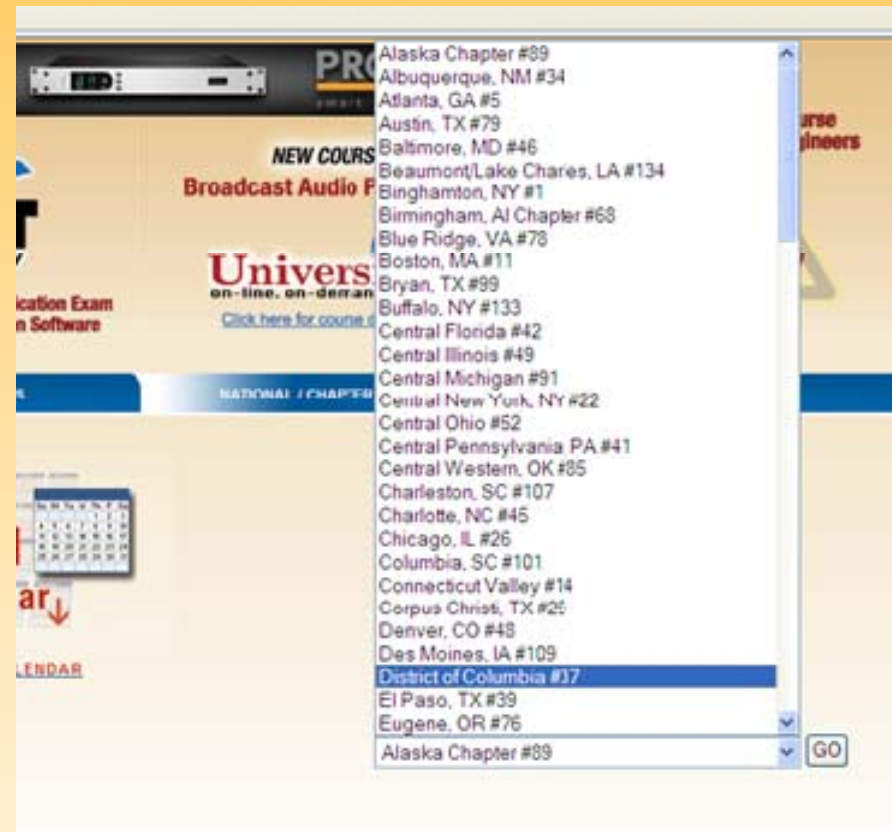 PRO
Alaska Chapter #89
Albuquerque, NM #34
Atlanta, GA #5
Austin, TX #79
Baltimore, MD #46
Beaumont/Lake Chares, LA #134
Binghamton, NY #1
Birmingham, Al Chapter #68
Blue Ridge, VA #78
Boston, MA #11
Bryan, TX #99
Buffalo, NY #133
Central Florida #42
Central Illinois #49
Central Michigan #91
Central New York, NY #22
Central Ohio #52
Central Pennsylvania PA #41
Central Western, OK #85
Charleston, SC #107
Charlotte, NC #45
Chicago, IL #26
Columbia, SC #101
Connecticut Valley #14
Corpus Christi, TX #25
Denver, CO #48
Des Moines, IA #109
District of Columbia #37
El Paso, TX #39
Eugene, OR #76
Alaska Chapter #89
GO
urse
gineers
NEW COURS
Broadcast Audio P
Univers
on-line, on-deman
Click here for course d
ication Exam
n Software
NATIONAL / CHAPTER
ar
LENDAR